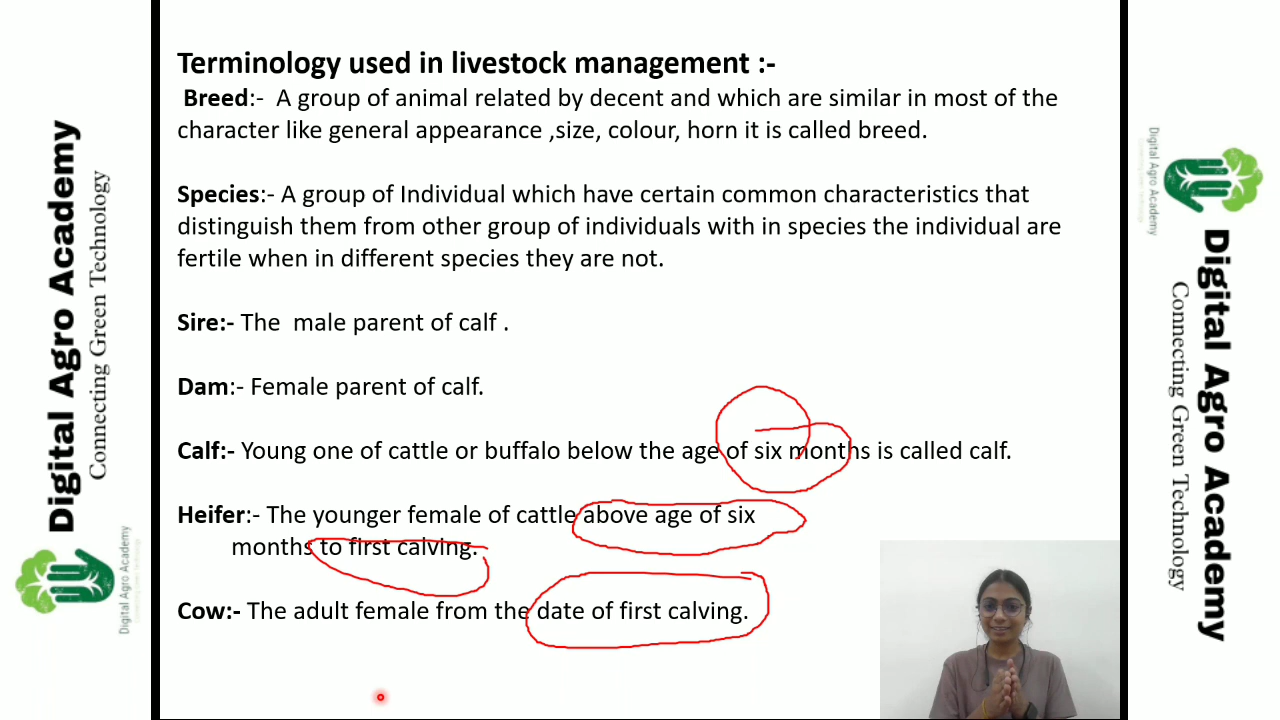 Terminology used in livestock management :-
Breed:- A group of animal related by decent and which are similar in most of the
character like general appearance ,size, colour, horn it is called breed.
Species:- A group of Individual which have certain common characteristics that
distinguish them from other group of individuals with in species the individual are
fertile when in different species they are not.
Sire:- The male parent of calf .
Dam:- Female parent of calf.
Calf:- Young one of cattle or buffalo below the age of six months is called calf.
Heifer:- The younger female of cattle above age of six
months to first calving.
Cow:- The adult female from the date of first calving.
Digital Agro Academy
Connecting Green Technology
Digital Agro Academy
Digital Agro Academy
Connecting Green Technology
Digital Agro Academy